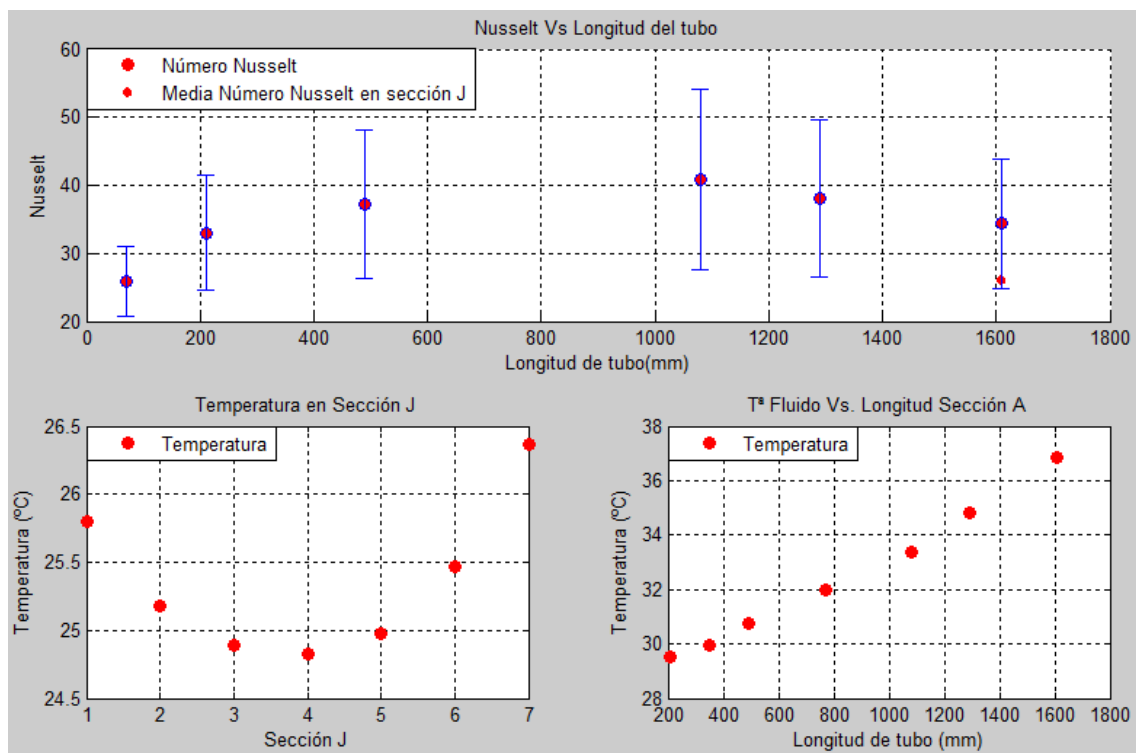 Nusselt Vs Longitud del tubo
60
50
40
30
20
Nusselt
Número Nusselt
Media Número Nusselt en sección J
0 200 400 600 800 1000 1200 1400 1600 1800
Longitud de tubo(mm)
Temperatura en Sección J
26.5
26
25.5
25
24.5
Temperatura (ºC)
Temperatura
1 2 3 4 5 6 7
Sección J
Tª Fluido Vs. Longitud Sección A
38
36
34
32
30
28
Temperatura (ºC)
Temperatura
200 400 600 800 1000 1200 1400 1600 1800
Longitud de tubo (mm)